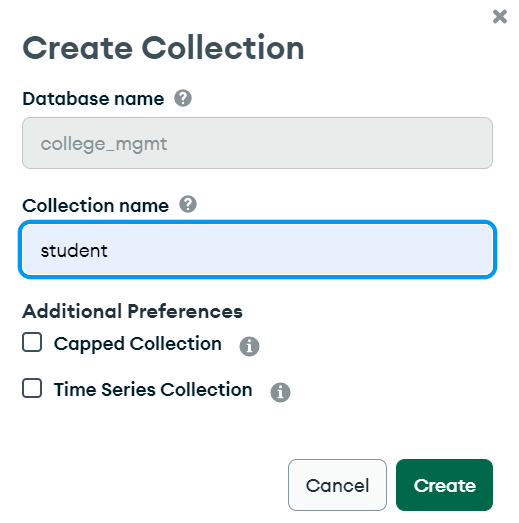 Create Collection
Database name
college_mgmt
Collection name
student
Additional Preferences
Capped Collection
Time Series Collection
Cancel Create